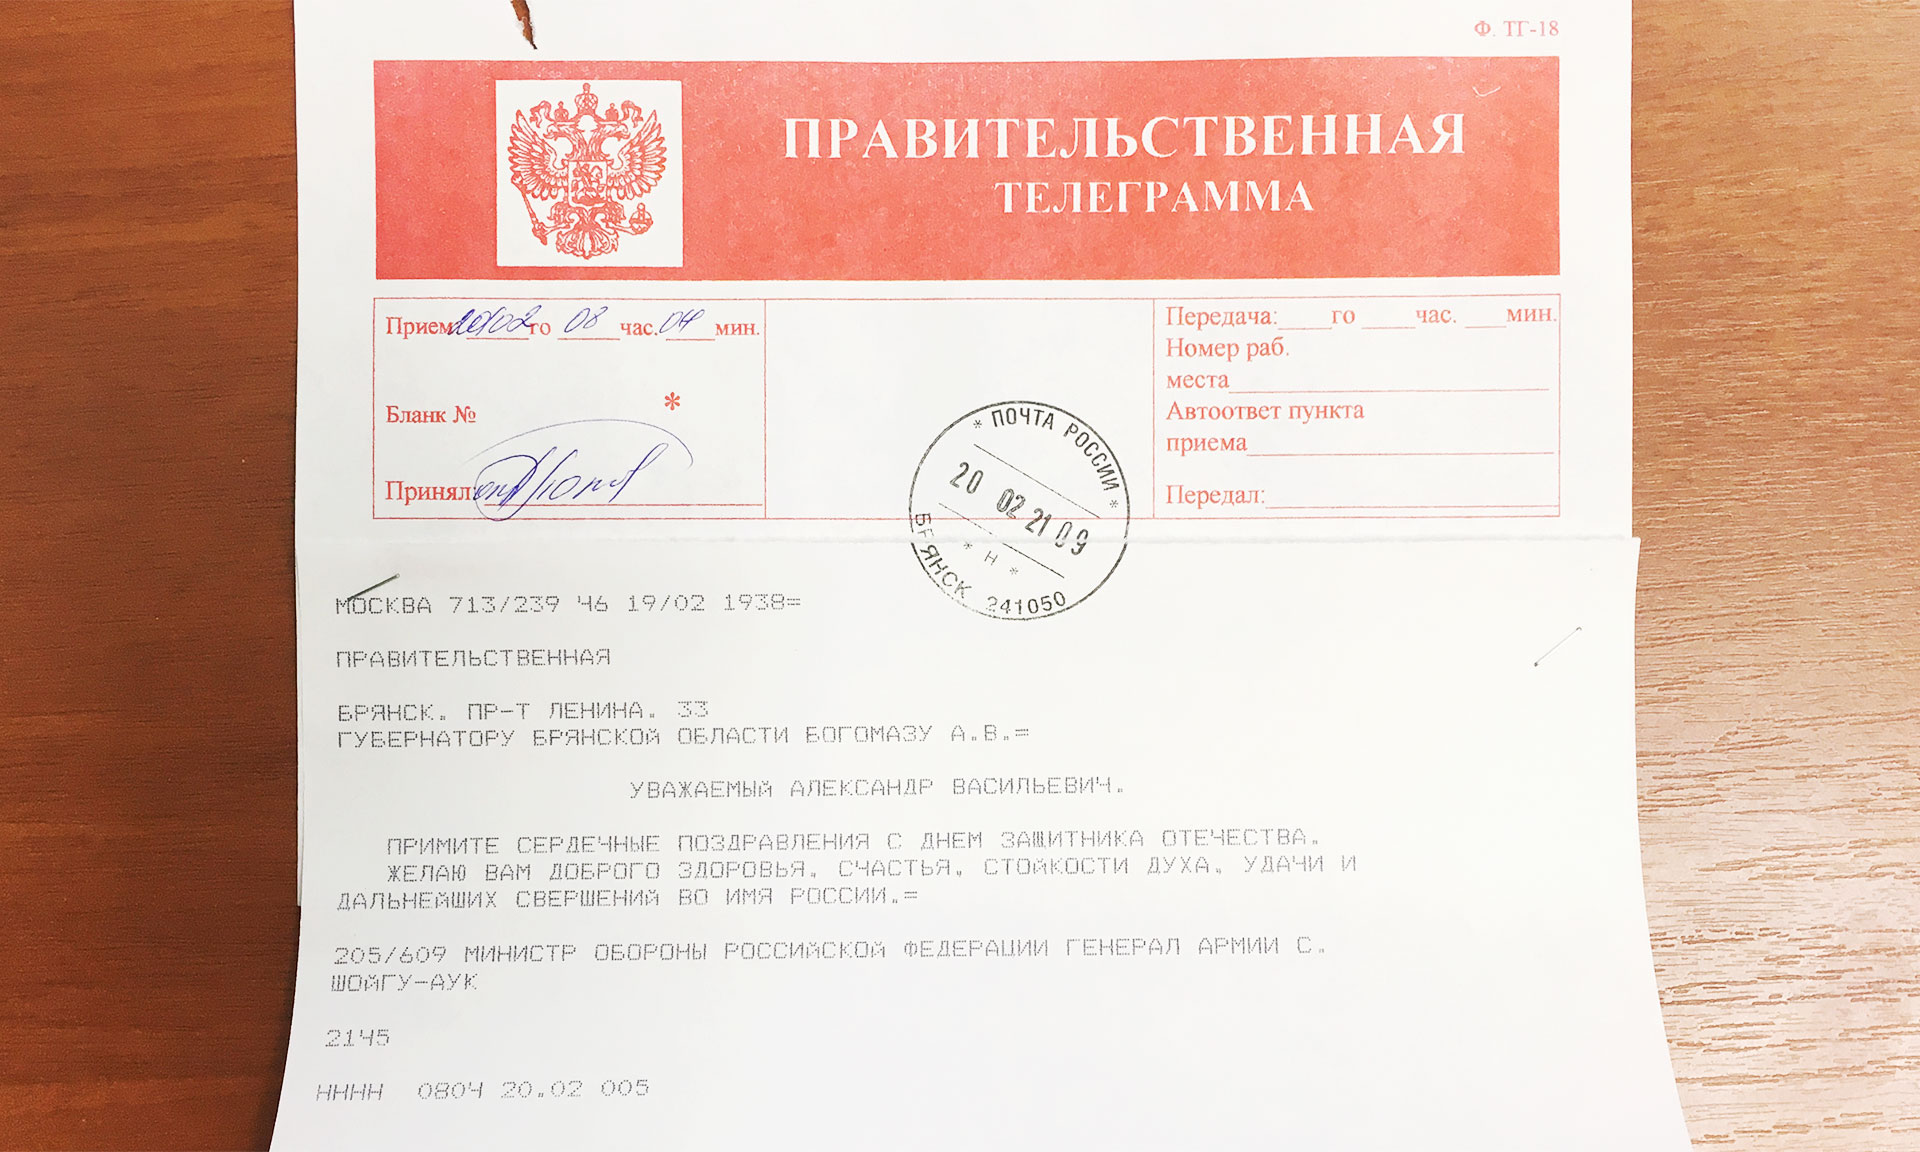 Ф. ТГ-18
ПРАВИТЕЛЬСТВЕННАЯ
ТЕЛЕГРАММА
Прием 20/02 го 08 час. 04 мин.
Бланк № *
Принял:
Передача: го час. мин.
Номер раб.
места
Автоответ пункта
приема
Передал:
* ПОЧТА РОССИИ *
20 02 21 09
* Н *
БРЯНСК 241050
МОСКВА 713/239 46 19/02 1938=
ПРАВИТЕЛЬСТВЕННАЯ
БРЯНСК. ПР-Т ЛЕНИНА. 33
ГУБЕРНАТОРУ БРЯНСКОЙ ОБЛАСТИ БОГОМАЗУ А.В.=
УВАЖАЕМЫЙ АЛЕКСАНДР ВАСИЛЬЕВИЧ.
ПРИМИТЕ СЕРДЕЧНЫЕ ПОЗДРАВЛЕНИЯ С ДНЕМ ЗАЩИТНИКА ОТЕЧЕСТВА.
ЖЕЛАЮ ВАМ ДОБРОГО ЗДОРОВЬЯ, СЧАСТЬЯ, СТОЙКОСТИ ДУХА, УДАЧИ И
ДАЛЬНЕЙШИХ СВЕРШЕНИЙ ВО ИМЯ РОССИИ.=
205/609 МИНИСТР ОБОРОНЫ РОССИЙСКОЙ ФЕДЕРАЦИИ ГЕНЕРАЛ АРМИИ С.
ШОЙГУ-АУК
2145
НННН 0804 20.02 005